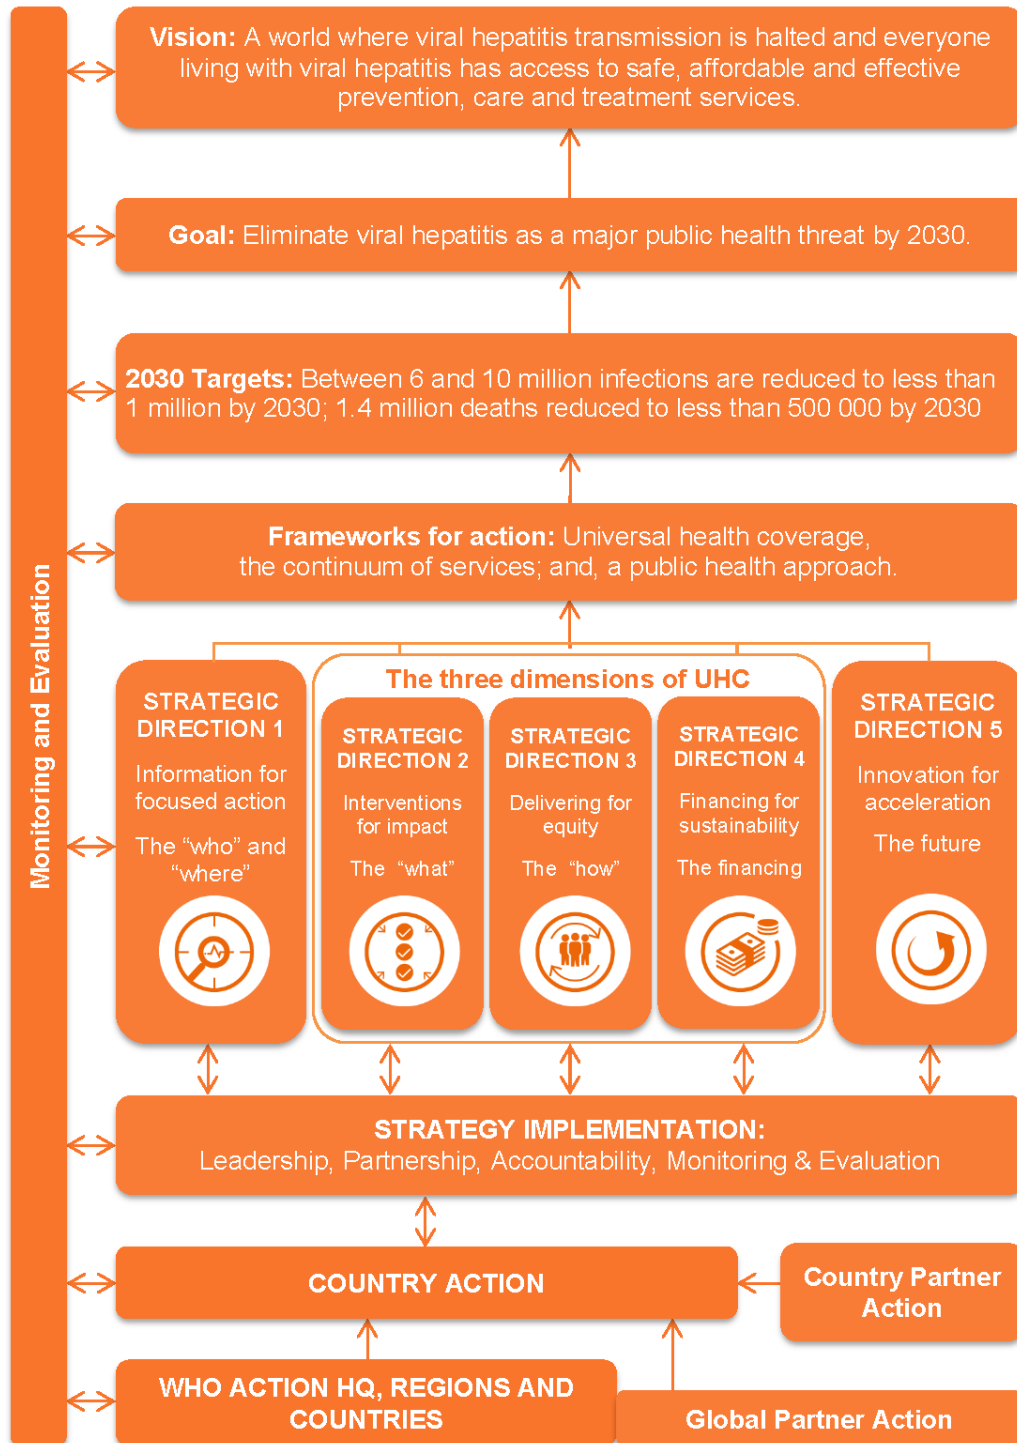 Vision: A world where viral hepatitis transmission is halted and everyone
living with viral hepatitis has access to safe, affordable and effective
prevention, care and treatment services.
Goal: Eliminate viral hepatitis as a major public health threat by 2030.
2030 Targets: Between 6 and 10 million infections are reduced to less than
1 million by 2030; 1.4 million deaths reduced to less than 500 000 by 2030
Frameworks for action: Universal health coverage,
the continuum of services; and, a public health approach.
Monitoring and Evaluation
The three dimensions of UHC
STRATEGIC
DIRECTION 1
Information for
focused action
The “who” and
“where”
STRATEGIC
DIRECTION 2
Interventions
for impact
The “what”
STRATEGIC
DIRECTION 3
Delivering for
equity
The “how”
STRATEGIC
DIRECTION 4
Financing for
sustainability
The financing
STRATEGIC
DIRECTION 5
Innovation for
acceleration
The future
STRATEGY IMPLEMENTATION:
Leadership, Partnership, Accountability, Monitoring & Evaluation
COUNTRY ACTION
Country Partner
Action
WHO ACTION HQ, REGIONS AND
COUNTRIES
Global Partner Action